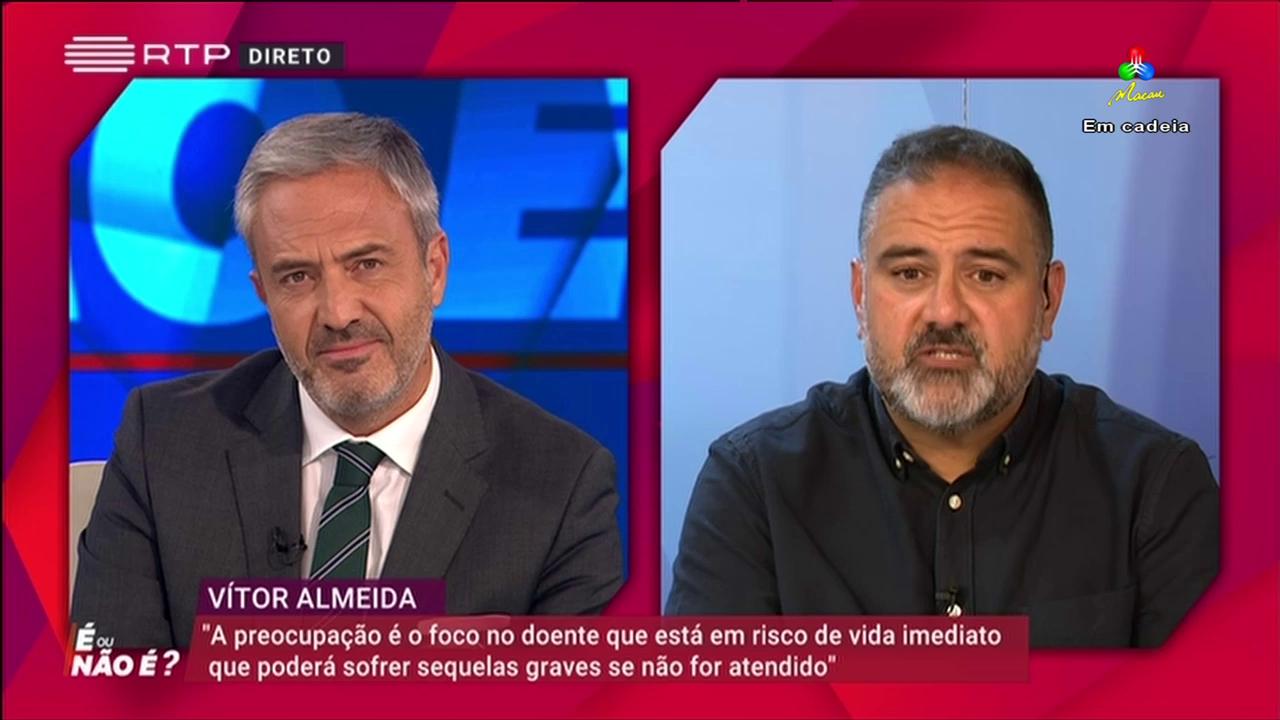 RTP DIRETO
Macau
Em cadeia
VÍTOR ALMEIDA
É OU
NÃO É?
"A preocupação é o foco no doente que está em risco de vida imediato
que poderá sofrer sequelas graves se não for atendido"